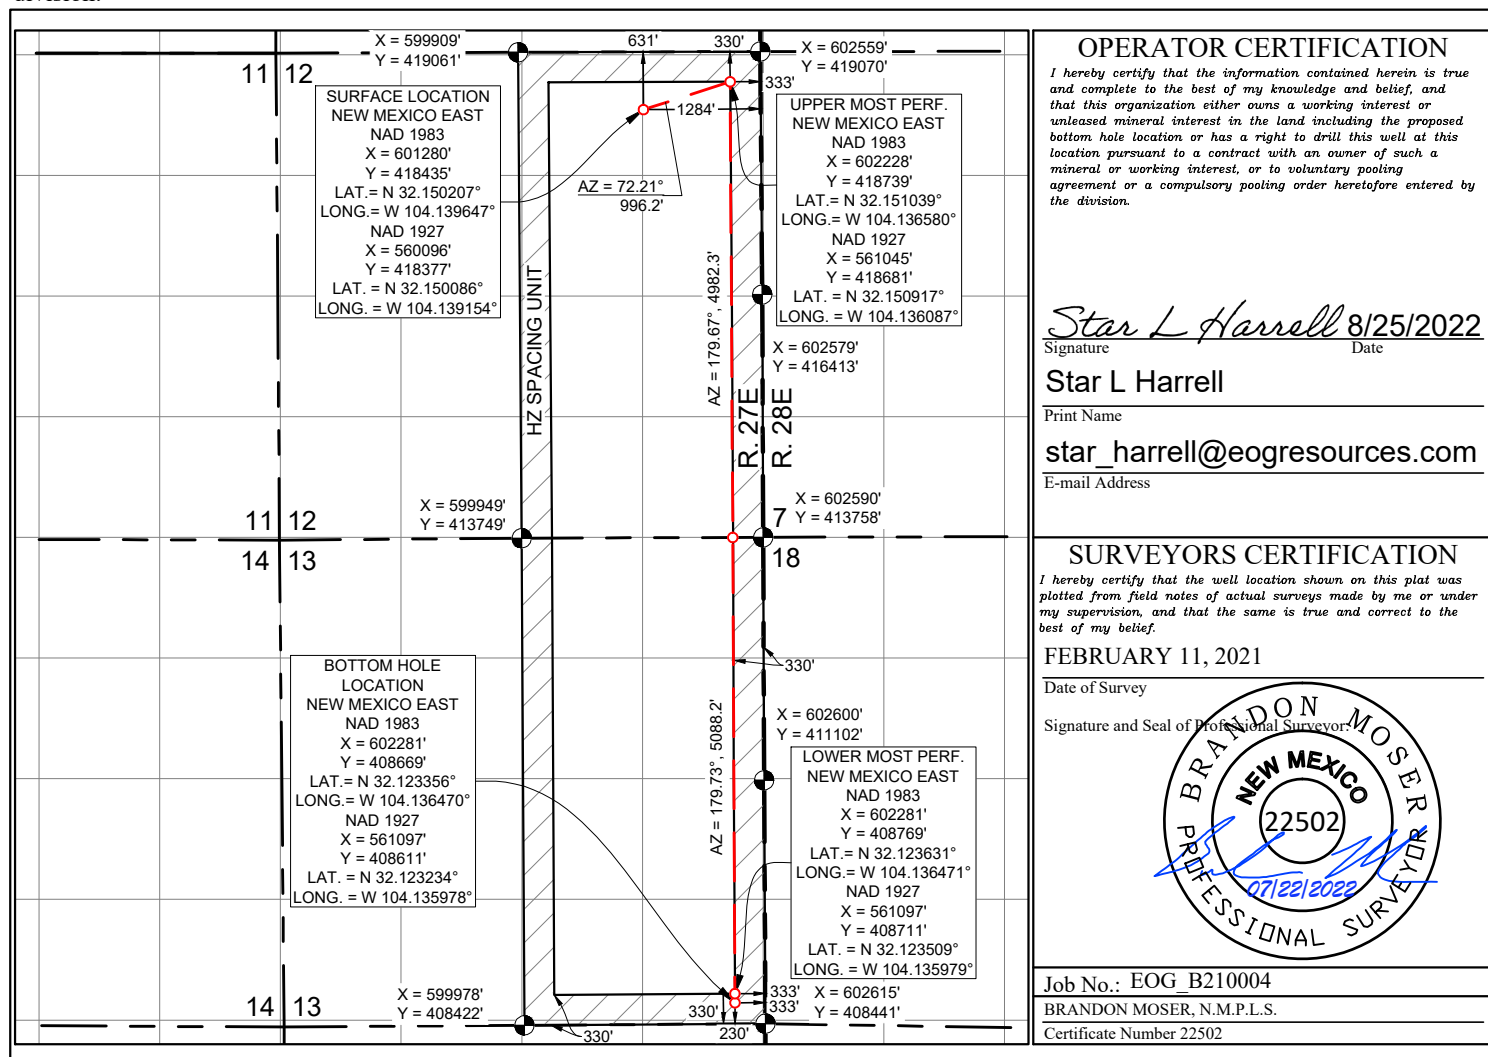 X = 599909'
Y = 419061'
631'
330'
X = 602559'
Y = 419070'
11 12
333'
1284'
SURFACE LOCATION
NEW MEXICO EAST
NAD 1983
X = 601280'
Y = 418435'
LAT.= N 32.150207°
LONG.= W 104.139647°
NAD 1927
X = 560096'
Y = 418377'
LAT. = N 32.150086°
LONG. = W 104.139154°
AZ = 72.21°
996.2'
UPPER MOST PERF.
NEW MEXICO EAST
NAD 1983
X = 602228'
Y = 418739'
LAT.= N 32.151039°
LONG.= W 104.136580°
NAD 1927
X = 561045'
Y = 418681'
LAT. = N 32.150917°
LONG. = W 104.136087°
HZ SPACING UNIT
AZ = 179.67°, 4982.3'
X = 602579'
Y = 416413'
R. 27E
R. 28E
X = 599949'
Y = 413749'
X = 602590'
Y = 413758'
11 12
7
14 13
18
330'
BOTTOM HOLE
LOCATION
NEW MEXICO EAST
NAD 1983
X = 602281'
Y = 408669'
LAT.= N 32.123356°
LONG.= W 104.136470°
NAD 1927
X = 561097'
Y = 408611'
LAT. = N 32.123234°
LONG. = W 104.135978°
AZ = 179.73°, 5088.2'
X = 602600'
Y = 411102'
LOWER MOST PERF.
NEW MEXICO EAST
NAD 1983
X = 602281'
Y = 408769'
LAT.= N 32.123631°
LONG.= W 104.136471°
NAD 1927
X = 561097'
Y = 408711'
LAT. = N 32.123509°
LONG. = W 104.135979°
14 13
X = 599978'
Y = 408422'
330'
330'
230'
333'
333'
X = 602615'
Y = 408441'
OPERATOR CERTIFICATION
I hereby certify that the information contained herein is true
and complete to the best of my knowledge and belief, and
that this organization either owns a working interest or
unleased mineral interest in the land including the proposed
bottom hole location or has a right to drill this well at this
location pursuant to a contract with an owner of such a
mineral or working interest, or to voluntary pooling
agreement or a compulsory pooling order heretofore entered by
the division.
Star L Harrell 8/25/2022
Signature Date
Star L Harrell
Print Name
star_harrell@eogresources.com
E-mail Address
SURVEYORS CERTIFICATION
I hereby certify that the well location shown on this plat was
plotted from field notes of actual surveys made by me or under
my supervision, and that the same is true and correct to the
best of my belief.
FEBRUARY 11, 2021
Date of Survey
Signature and Seal of Professional Surveyor:
BRANDON MOSER
NEW MEXICO
22502
07/22/2022
PROFESSIONAL SURVEYOR
Job No.: EOG_B210004
BRANDON MOSER, N.M.P.L.S.
Certificate Number 22502